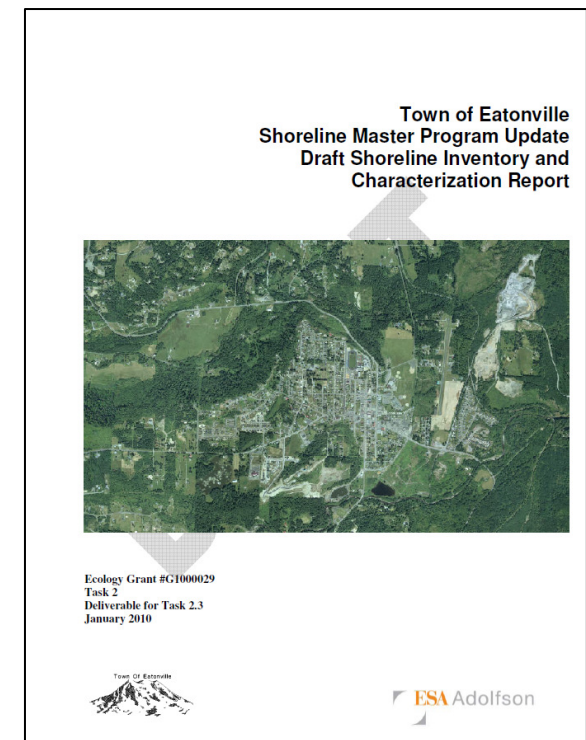 Town of Eatonville
Shoreline Master Program Update
Draft Shoreline Inventory and
Characterization Report
Ecology Grant #G1000029
Task 2
Deliverable for Task 2.3
January 2010
Town Of Eatonville
ESA Adolfson